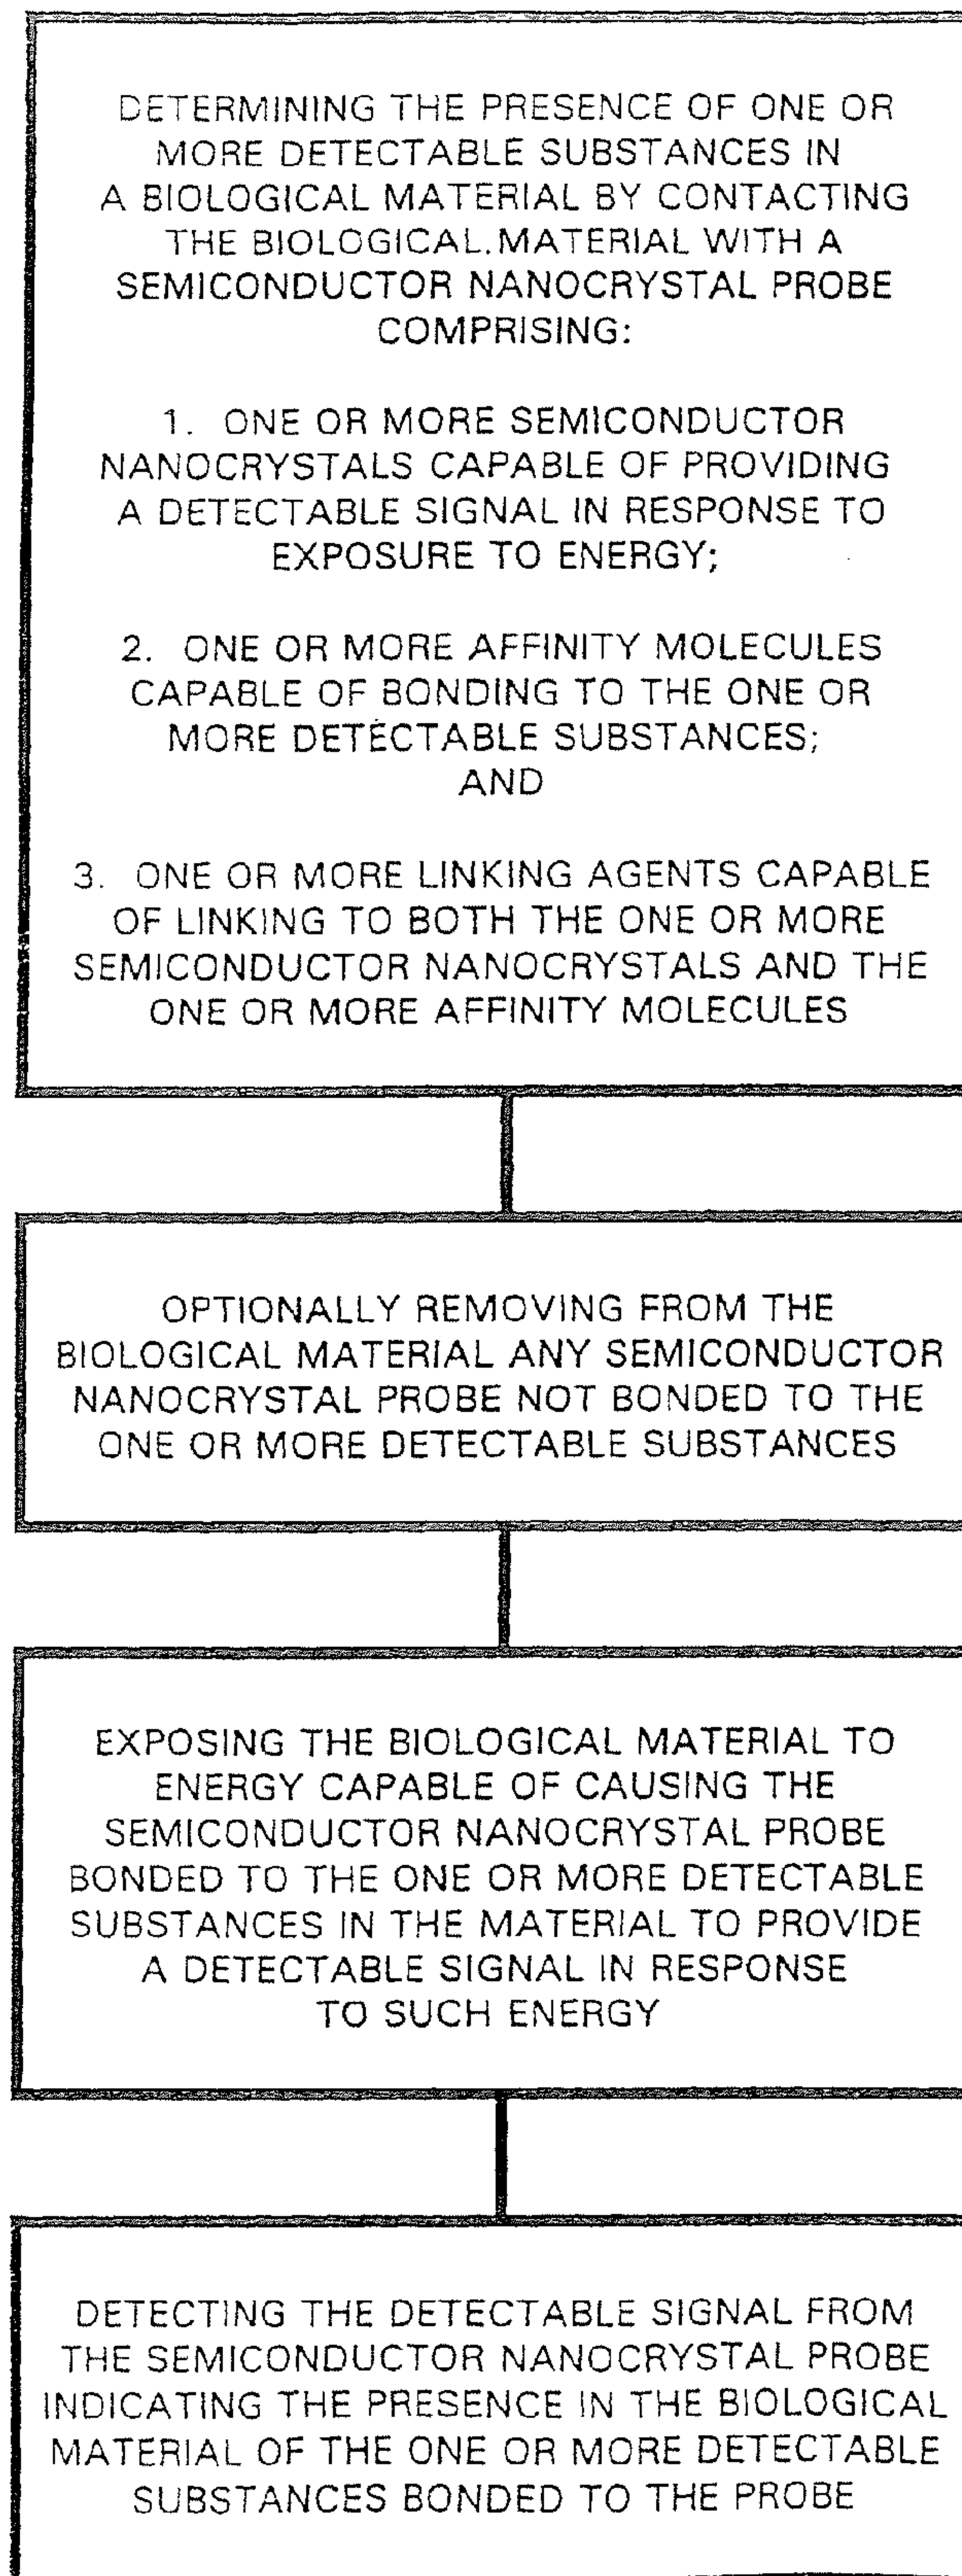 DETERMINING THE PRESENCE OF ONE OR
MORE DETECTABLE SUBSTANCES IN
A BIOLOGICAL MATERIAL BY CONTACTING
THE BIOLOGICAL.MATERIAL WITH A
SEMICONDUCTOR NANOCRYSTAL PROBE
COMPRISING:
1. ONE OR MORE SEMICONDUCTOR
NANOCRYSTALS CAPABLE OF PROVIDING
A DETECTABLE SIGNAL IN RESPONSE TO
EXPOSURE TO ENERGY;
2. ONE OR MORE AFFINITY MOLECULES
CAPABLE OF BONDING TO THE ONE OR
MORE DETECTABLE SUBSTANCES;
AND
3. ONE OR MORE LINKING AGENTS CAPABLE
OF LINKING TO BOTH THE ONE OR MORE
SEMICONDUCTOR NANOCRYSTALS AND THE
ONE OR MORE AFFINITY MOLECULES
OPTIONALLY REMOVING FROM THE
BIOLOGICAL MATERIAL ANY SEMICONDUCTOR
NANOCRYSTAL PROBE NOT BONDED TO THE
ONE OR MORE DETECTABLE SUBSTANCES
EXPOSING THE BIOLOGICAL MATERIAL TO
ENERGY CAPABLE OF CAUSING THE
SEMICONDUCTOR NANOCRYSTAL PROBE
BONDED TO THE ONE OR MORE DETECTABLE
SUBSTANCES IN THE MATERIAL TO PROVIDE
A DETECTABLE SIGNAL IN RESPONSE
TO SUCH ENERGY
DETECTING THE DETECTABLE SIGNAL FROM
THE SEMICONDUCTOR NANOCRYSTAL PROBE
INDICATING THE PRESENCE IN THE BIOLOGICAL
MATERIAL OF THE ONE OR MORE DETECTABLE
SUBSTANCES BONDED TO THE PROBE